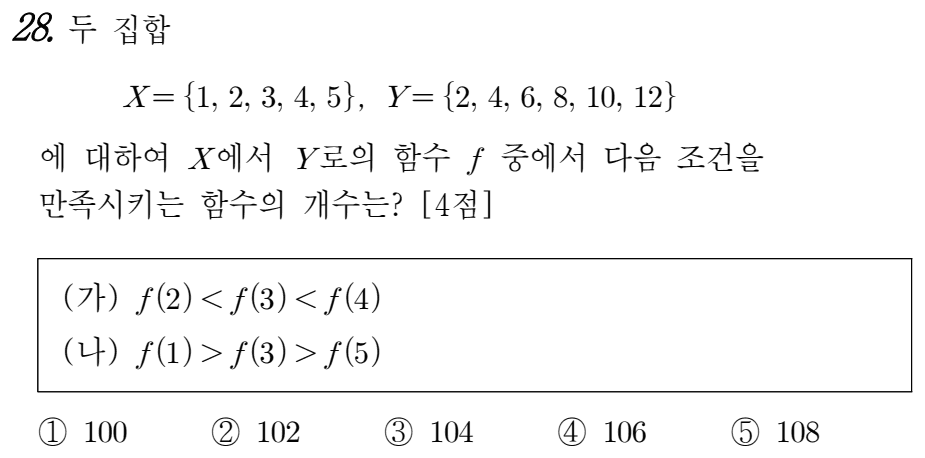 28. 두 집합
X={1, 2, 3, 4, 5}, Y={2, 4, 6, 8, 10, 12}
에 대하여 X에서 Y로의 함수 f 중에서 다음 조건을
만족시키는 함수의 개수는? [4점]
(가) f(2)<f(3)<f(4)
(나) f(1)>f(3)>f(5)
① 100 ② 102 ③ 104 ④ 106 ⑤ 108